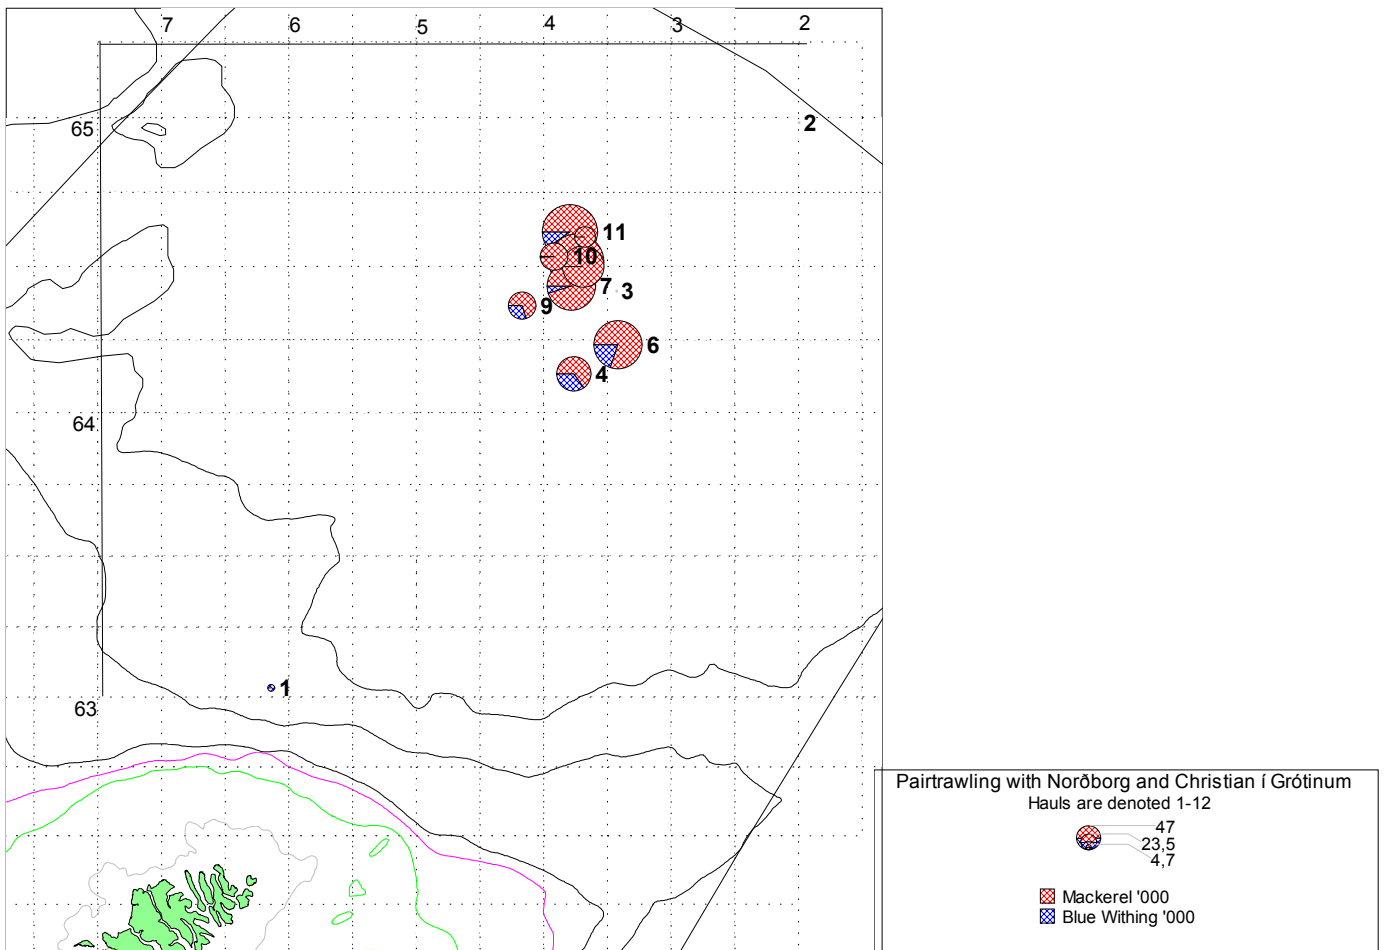 7 6 5 4 3 2
65
2
11
10
7 3
9
6
4
64
1
63
Pairtrawling with Norðborg and Christian í Grótinum
Hauls are denoted 1-12
47
23,5
4,7
Mackerel '000
Blue Withing '000